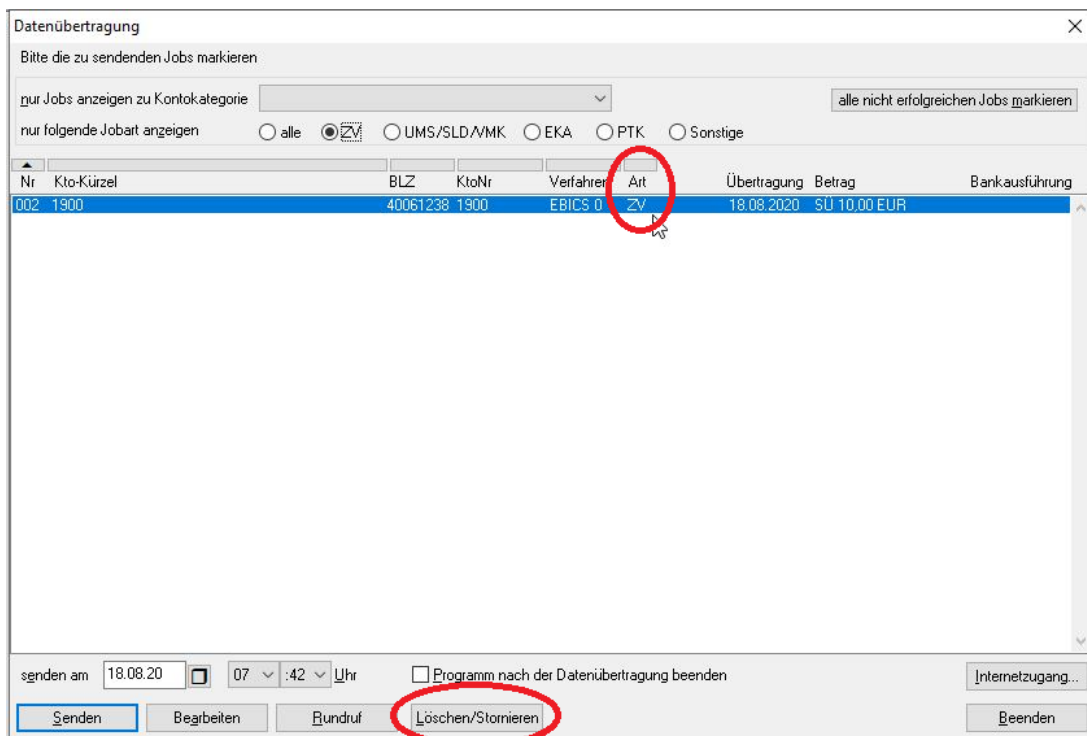 Datenübertragung
Bitte die zu sendenden Jobs markieren
nur Jobs anzeigen zu Kontokategorie alle nicht erfolgreichen Jobs markieren
nur folgende Jobart anzeigen alle ZV UMS/SLD/VMK EKA PTK Sonstige
Nr Kto-Kürzel BLZ KtoNr Verfahren Art Übertragung Betrag Bankausführung
002 1900 40061238 1900 EBICS 0 ZV 18.08.2020 SÜ 10,00 EUR
senden am 18.08.20 07 :42 Uhr Programm nach der Datenübertragung beenden Internetzugang...
Senden Bearbeiten Rundruf Löschen/Stornieren Beenden